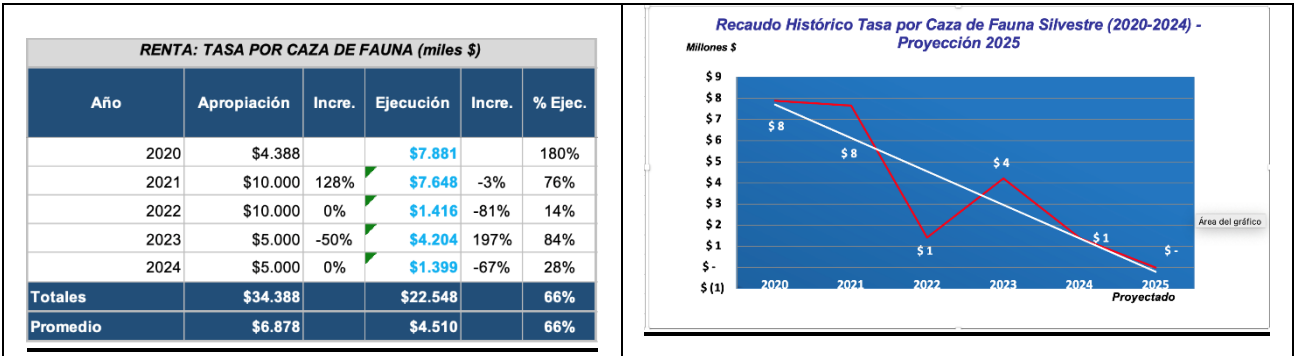 RENTA: TASA POR CAZA DE FAUNA (miles $)
Año Apropiación Incre. Ejecución Incre. % Ejec.
2020 $4.388 $7.881 180%
2021 $10.000 128% $7.648 -3% 76%
2022 $10.000 0% $1.416 -81% 14%
2023 $5.000 -50% $4.204 197% 84%
2024 $5.000 0% $1.399 -67% 28%
Totales $34.388 $22.548 66%
Promedio $6.878 $4.510 66%
Recaudo Histórico Tasa por Caza de Fauna Silvestre (2020-2024) -
Proyección 2025
Millones $
$ 9
$ 8
$ 7
$ 6
$ 5
$ 4
$ 3
$ 2
$ 1
$ -
$ (1)
$ 8
$ 8
$ 1
$ 4
$ 1
$ -
Área del gráfico
2020 2021 2022 2023 2024 2025
Proyectado